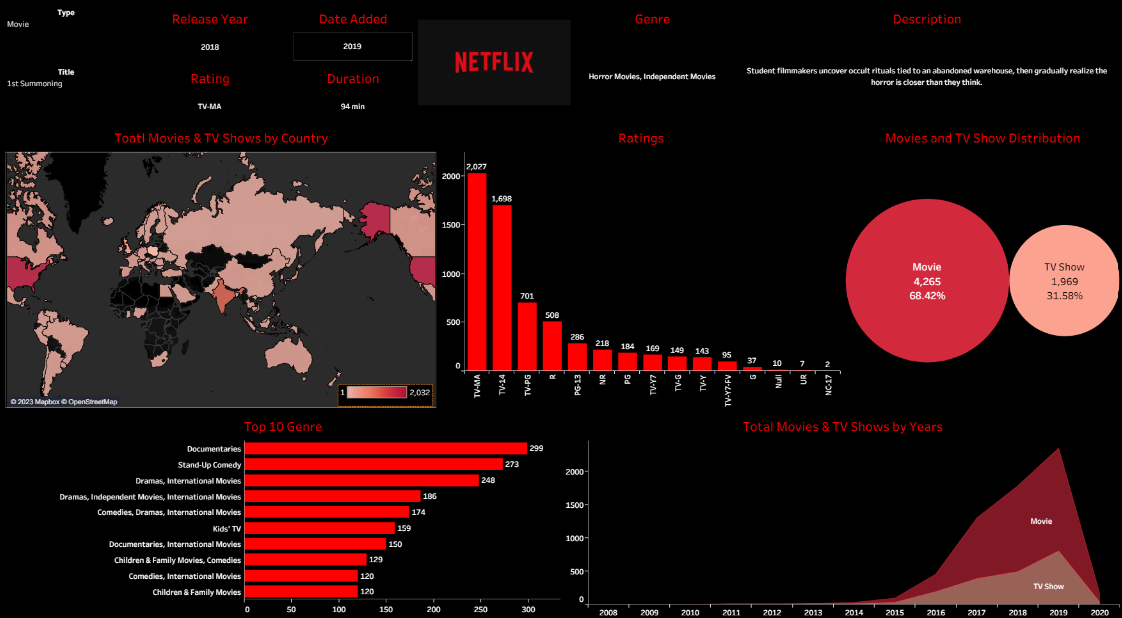 Type
Movie
Title
1st Summoning
Release Year
2018
Rating
TV-MA
Date Added
2019
Duration
94 min
NETFLIX
Genre
Horror Movies, Independent Movies
Description
Student filmmakers uncover occult rituals tied to an abandoned warehouse, then gradually realize the
horror is closer than they think.
Toatl Movies & TV Shows by Country
© 2023 Mapbox © OpenStreetMap
1 2,032
Ratings
2000
1500
1000
500
0
2,027
1,698
701
508
286
218
184
169
149
143
95
37
10
7
2
TV-MA
TV-14
TV-PG
R
PG-13
NR
PG
TV-Y7
TV-G
TV-Y
TV-Y7-FV
G
Null
UR
NC-17
Movies and TV Show Distribution
Movie
4,265
68.42%
TV Show
1,969
31.58%
Top 10 Genre
Documentaries 299
Stand-Up Comedy 273
Dramas, International Movies 248
Dramas, Independent Movies, International Movies 186
Comedies, Dramas, International Movies 174
Kids' TV 159
Documentaries, International Movies 150
Children & Family Movies, Comedies 129
Comedies, International Movies 120
Children & Family Movies 120
0 50 100 150 200 250 300
Total Movies & TV Shows by Years
2000
1500
1000
500
0
Movie
TV Show
2008 2009 2010 2011 2012 2013 2014 2015 2016 2017 2018 2019 2020